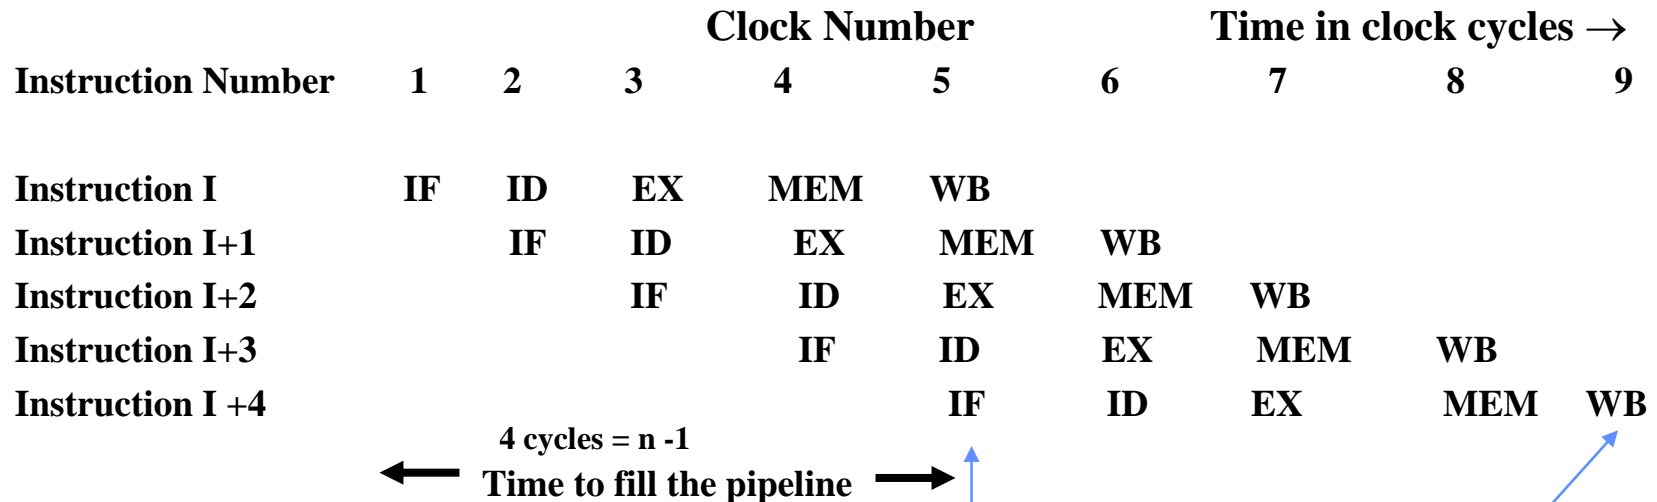 Clock Number Time in clock cycles →
Instruction Number 1 2 3 4 5 6 7 8 9
Instruction I IF ID EX MEM WB
Instruction I+1 IF ID EX MEM WB
Instruction I+2 IF ID EX MEM WB
Instruction I+3 IF ID EX MEM WB
Instruction I +4 IF ID EX MEM WB
4 cycles = n -1
Time to fill the pipeline